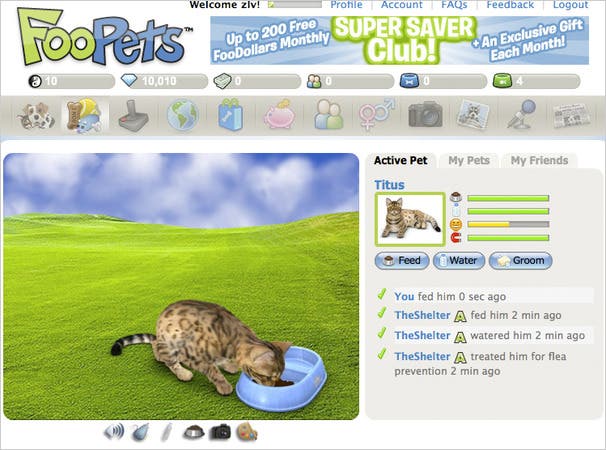 Welcome zlv!
Profile | Account | FAQs | Feedback | Logout
FooPets™
Up to 200 Free
FooDollars Monthly
SUPER SAVER
Club!
+ An Exclusive Gift
Each Month!
10
10,010
0
0
0
4
Active Pet
My Pets
My Friends
Titus
Feed
Water
Groom
You fed him 0 sec ago
TheShelter A fed him 2 min ago
TheShelter A watered him 2 min ago
TheShelter A treated him for flea
prevention 2 min ago